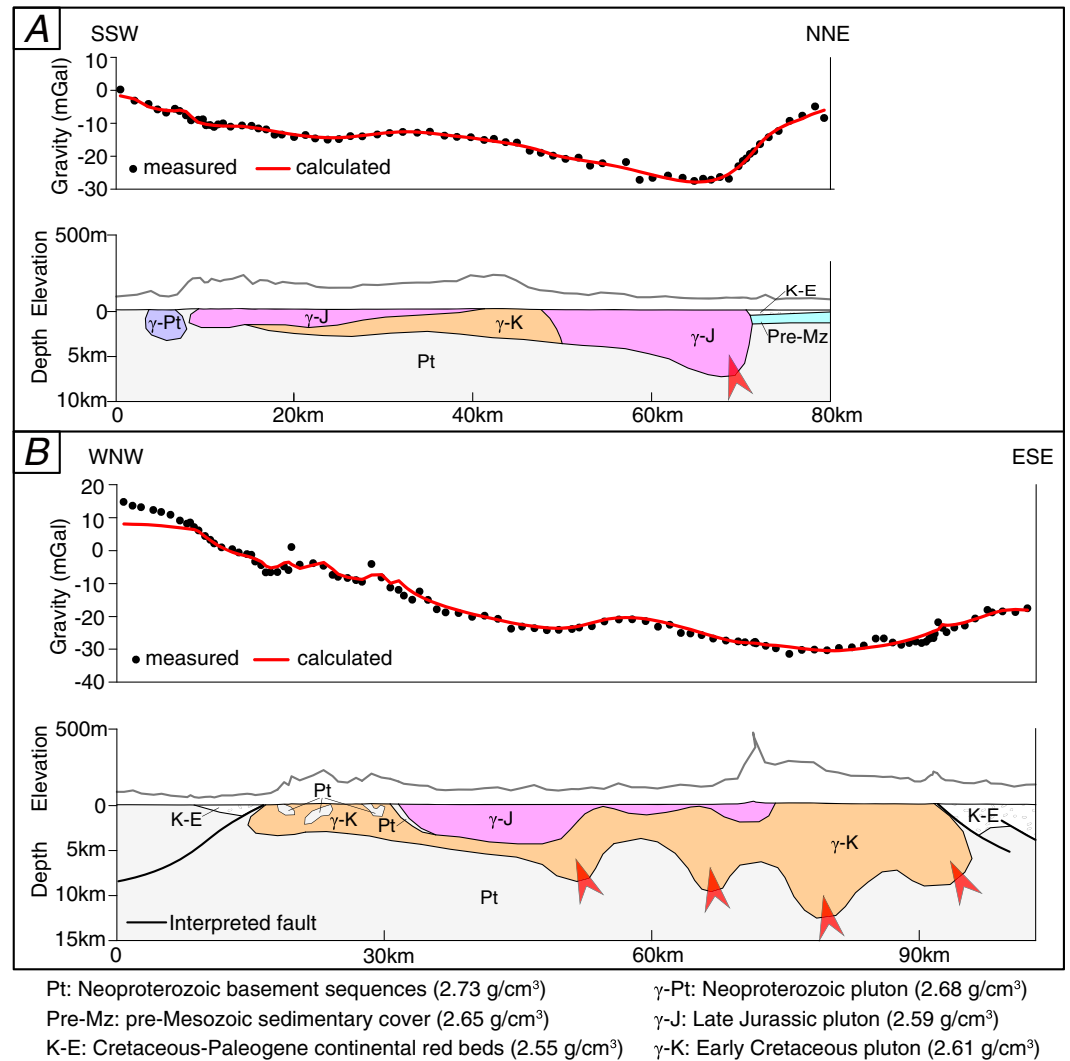 A
SSW
NNE
Gravity (mGal)
10
0
-10
-20
-30
measured
calculated
Elevation
Depth
500m
0
5km
10km
K-E
γ-Pt
γ-J
γ-K
γ-J
Pre-Mz
Pt
0
20km
40km
60km
80km
B
WNW
ESE
Gravity (mGal)
20
10
0
-10
-20
-30
-40
measured
calculated
Elevation
Depth
500m
0
5km
10km
15km
Pt
K-E
γ-K
Pt
γ-J
γ-K
K-E
Pt
Interpreted fault
0
30km
60km
90km
Pt: Neoproterozoic basement sequences (2.73 g/cm³)
Pre-Mz: pre-Mesozoic sedimentary cover (2.65 g/cm³)
K-E: Cretaceous-Paleogene continental red beds (2.55 g/cm³)
γ-Pt: Neoproterozoic pluton (2.68 g/cm³)
γ-J: Late Jurassic pluton (2.59 g/cm³)
γ-K: Early Cretaceous pluton (2.61 g/cm³)